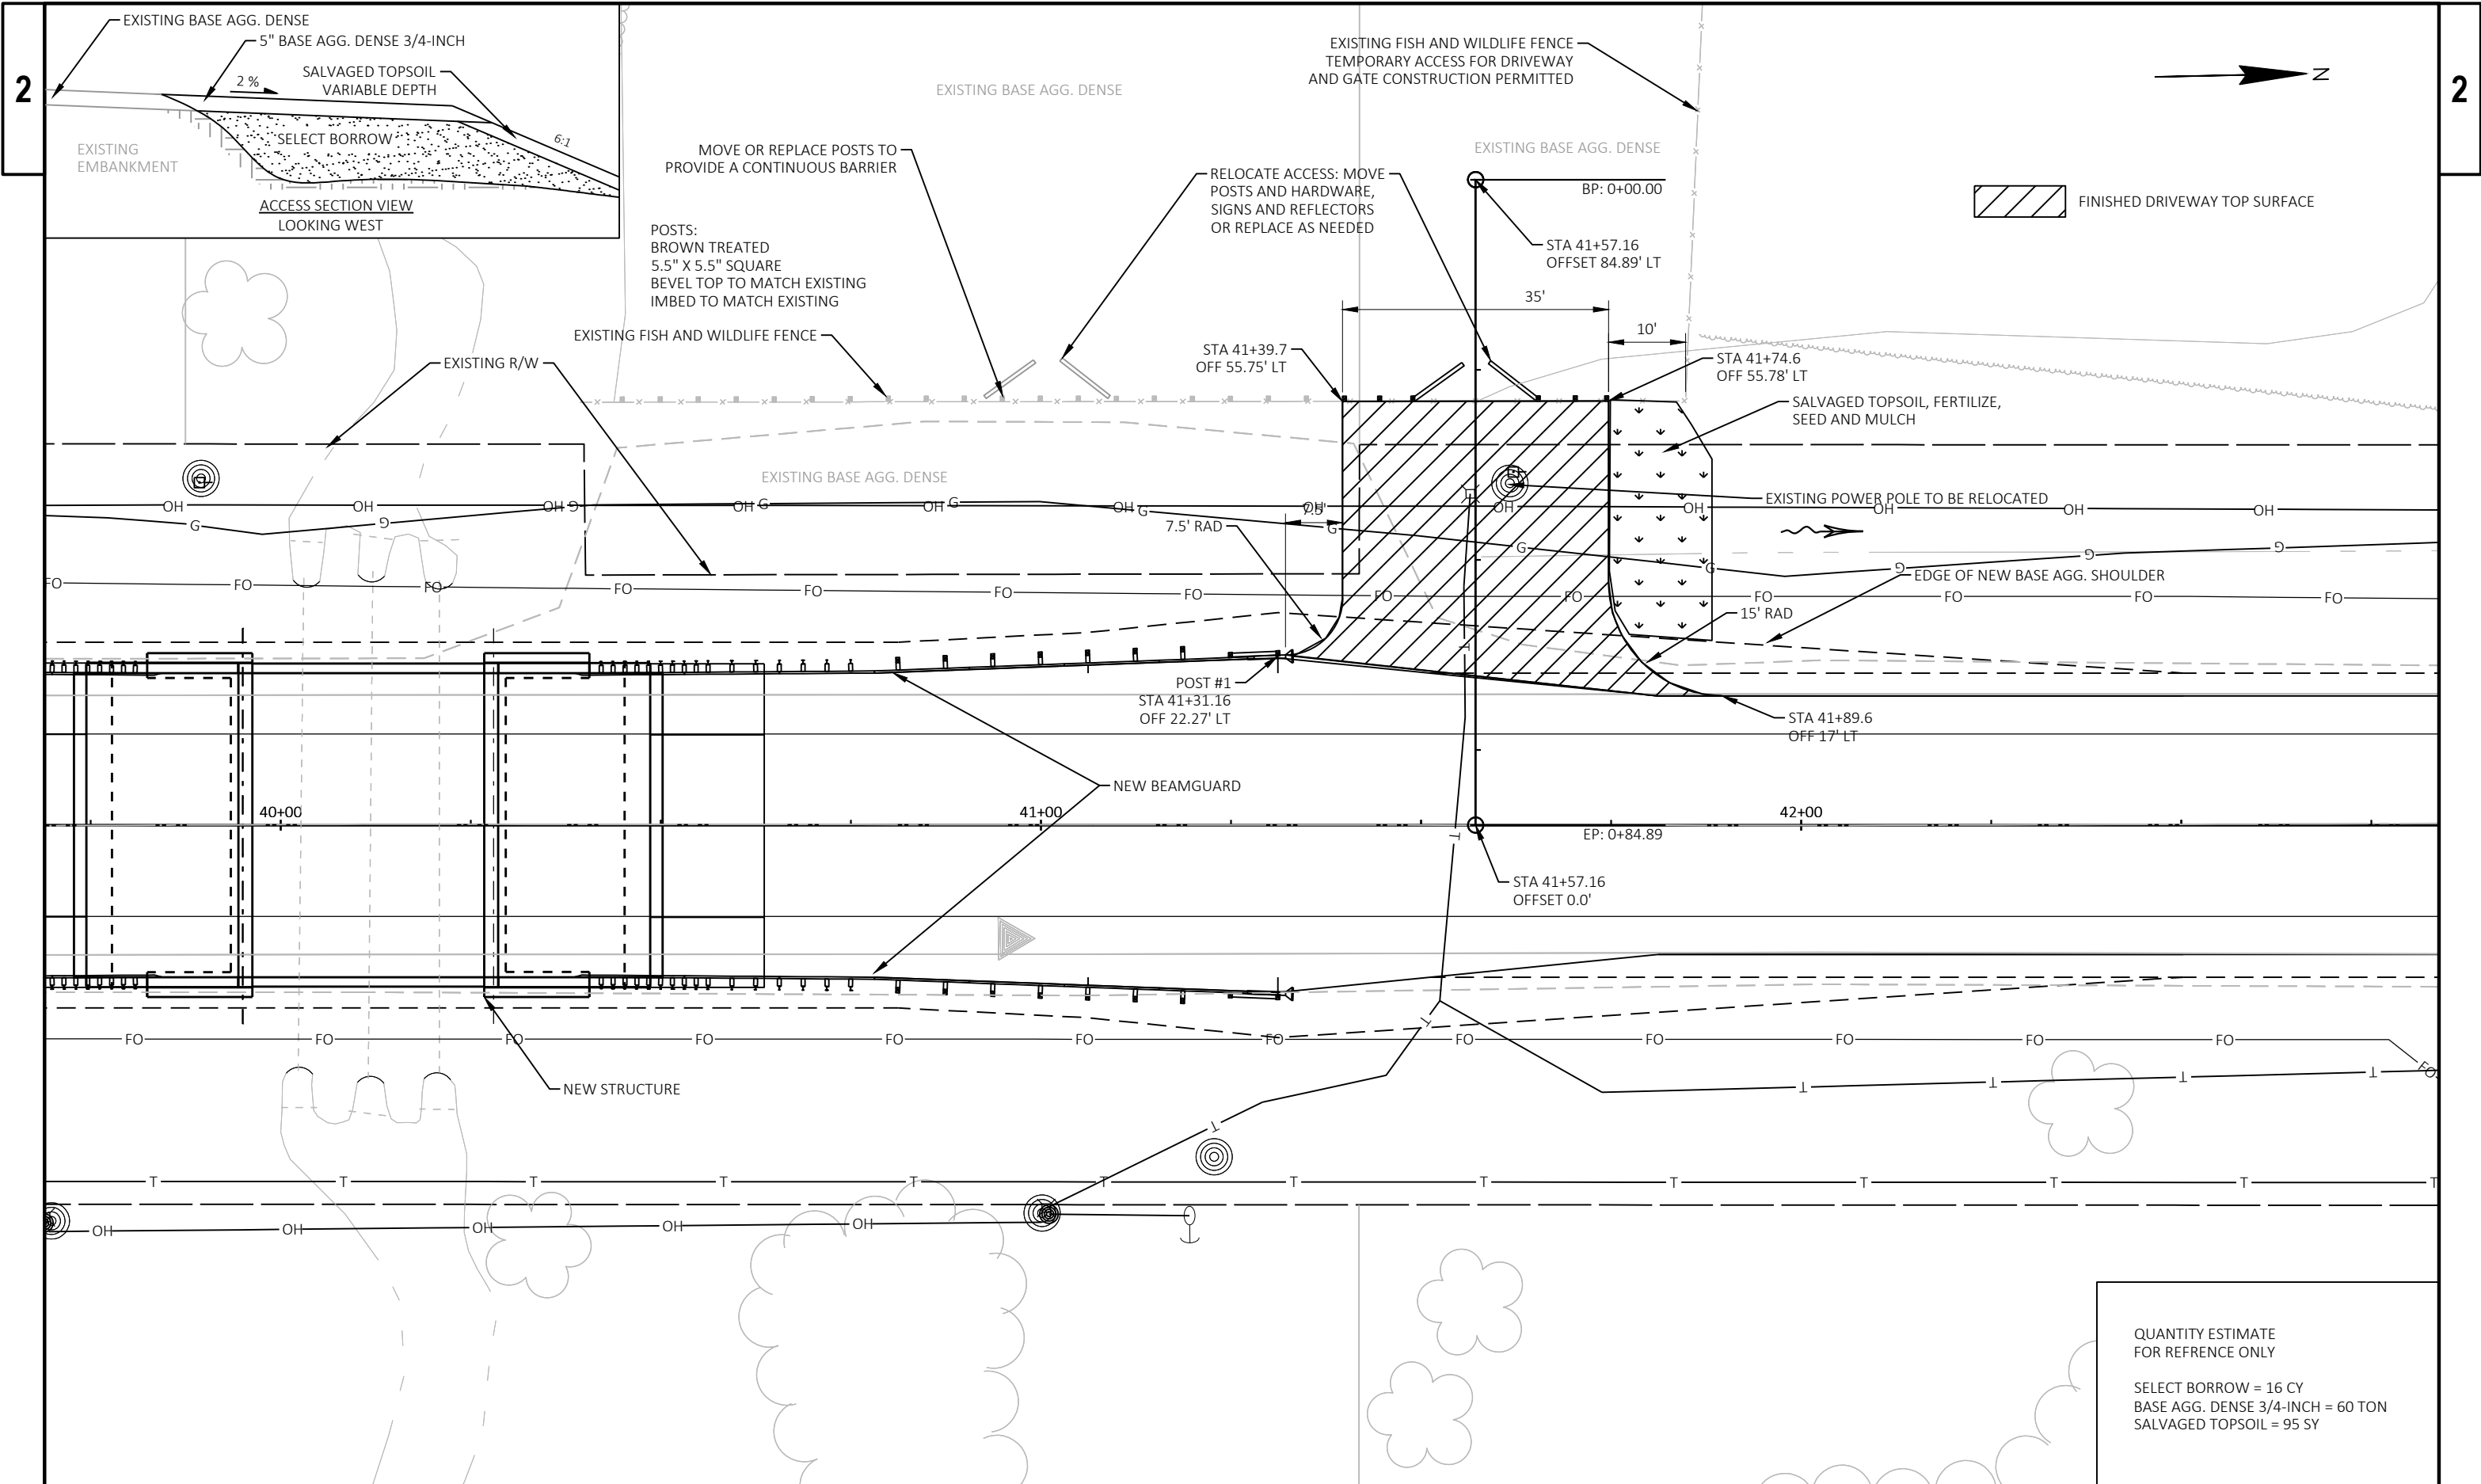 2
2
EXISTING BASE AGG. DENSE
5" BASE AGG. DENSE 3/4-INCH
SALVAGED TOPSOIL
VARIABLE DEPTH
2 %
SELECT BORROW
6:1
EXISTING
EMBANKMENT
ACCESS SECTION VIEW
LOOKING WEST
EXISTING BASE AGG. DENSE
EXISTING FISH AND WILDLIFE FENCE
TEMPORARY ACCESS FOR DRIVEWAY
AND GATE CONSTRUCTION PERMITTED
N
MOVE OR REPLACE POSTS TO
PROVIDE A CONTINUOUS BARRIER
EXISTING BASE AGG. DENSE
RELOCATE ACCESS: MOVE
POSTS AND HARDWARE,
SIGNS AND REFLECTORS
OR REPLACE AS NEEDED
BP: 0+00.00
FINISHED DRIVEWAY TOP SURFACE
POSTS:
BROWN TREATED
5.5" X 5.5" SQUARE
BEVEL TOP TO MATCH EXISTING
IMBED TO MATCH EXISTING
STA 41+57.16
OFFSET 84.89' LT
35'
10'
EXISTING FISH AND WILDLIFE FENCE
EXISTING R/W
STA 41+39.7
OFF 55.75' LT
STA 41+74.6
OFF 55.78' LT
SALVAGED TOPSOIL, FERTILIZE,
SEED AND MULCH
EXISTING BASE AGG. DENSE
EXISTING POWER POLE TO BE RELOCATED
OH OH OH OH OH OH OH OH OH OH OH OH
7.5'
7.5' RAD
G G G G G G G G G G G
EDGE OF NEW BASE AGG. SHOULDER
FO FO FO FO FO FO FO FO FO FO FO FO FO
15' RAD
POST #1
STA 41+31.16
OFF 22.27' LT
STA 41+89.6
OFF 17' LT
T
NEW BEAMGUARD
40+00
41+00
42+00
T
EP: 0+84.89
STA 41+57.16
OFFSET 0.0'
T
FO FO FO FO FO FO FO FO FO FO FO FO FO
NEW STRUCTURE
T T T T
T
T T T T T T T T T T T T T
OH OH OH OH OH
QUANTITY ESTIMATE
FOR REFRENCE ONLY
SELECT BORROW = 16 CY
BASE AGG. DENSE 3/4-INCH = 60 TON
SALVAGED TOPSOIL = 95 SY